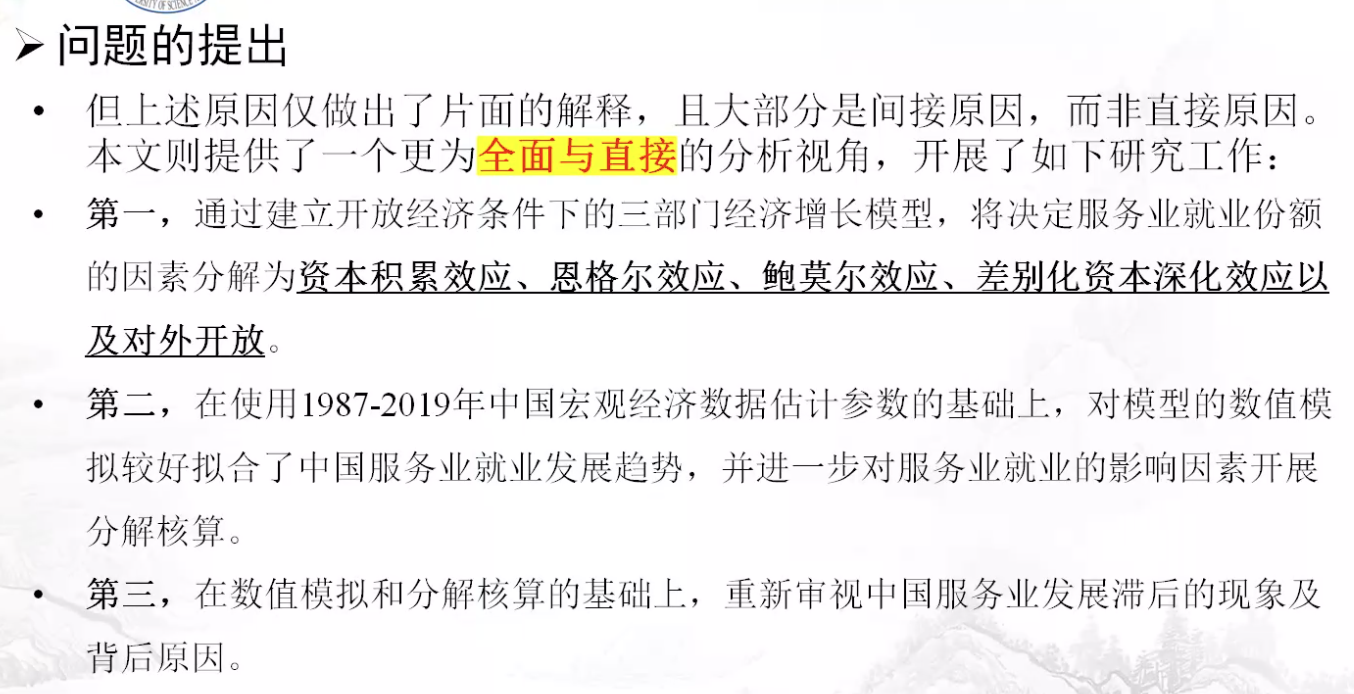 ITY OF SCIEN
➢ 问题的提出
• 但上述原因仅做出了片面的解释，且大部分是间接原因，而非直接原因。
本文则提供了一个更为全面与直接的分析视角，开展了如下研究工作：
• 第一，通过建立开放经济条件下的三部门经济增长模型，将决定服务业就业份额
的因素分解为资本积累效应、恩格尔效应、鲍莫尔效应、差别化资本深化效应以
及对外开放。
• 第二，在使用1987-2019年中国宏观经济数据估计参数的基础上，对模型的数值模
拟较好拟合了中国服务业就业发展趋势，并进一步对服务业就业的影响因素开展
分解核算。
• 第三，在数值模拟和分解核算的基础上，重新审视中国服务业发展滞后的现象及
背后原因。